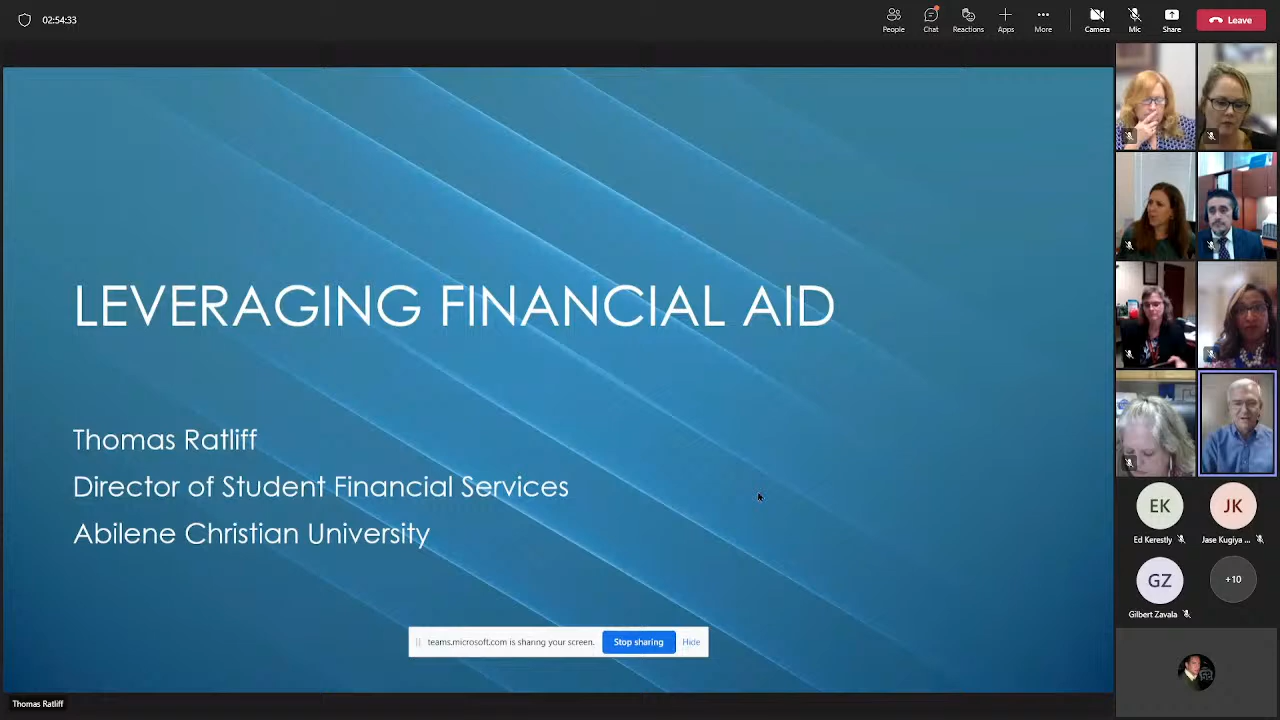 02:54:33
People
Chat
Reactions
Apps
More
Camera
Mic
Share
Leave
LEVERAGING FINANCIAL AID
Thomas Ratliff
Director of Student Financial Services
Abilene Christian University
teams.microsoft.com is sharing your screen.
Stop sharing
Hide
EK
JK
Ed Kerestly
Jase Kugiya ...
GZ
+10
Gilbert Zavala
Thomas Ratliff